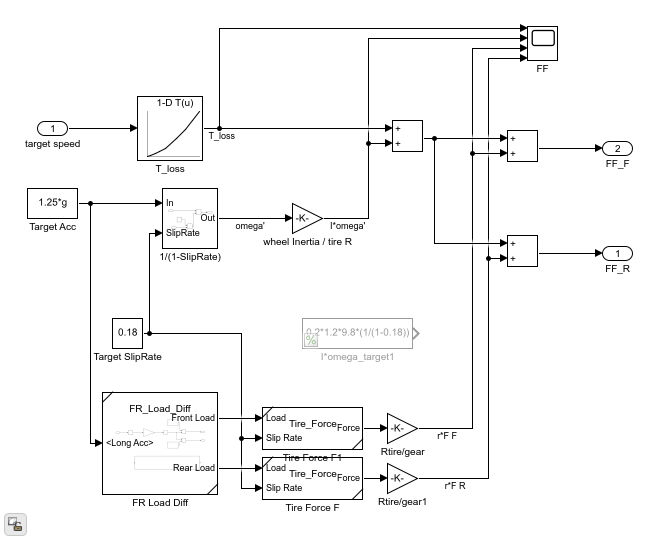 FF
1-D T(u)
1
target speed
T_loss
T_loss
+
+
+
+
2
FF_F
1.25*g
Target Acc
In
Out
SlipRate
1/(1-SlipRate)
omega'
-K-
I*omega'
wheel Inertia / tire R
+
+
1
FF_R
0.18
Target SlipRate
0.2*1.2*9.8*(1/(1-0.18))
%
I*omega_target1
FR_Load_Diff
Front Load
<Long Acc>
Rear Load
FR Load Diff
Load
Tire_Force
Force
Slip Rate
Tire Force F1
-K-
Rtire/gear
r*F F
Load
Tire_Force
Force
Slip Rate
Tire Force F
-K-
Rtire/gear1
r*F R